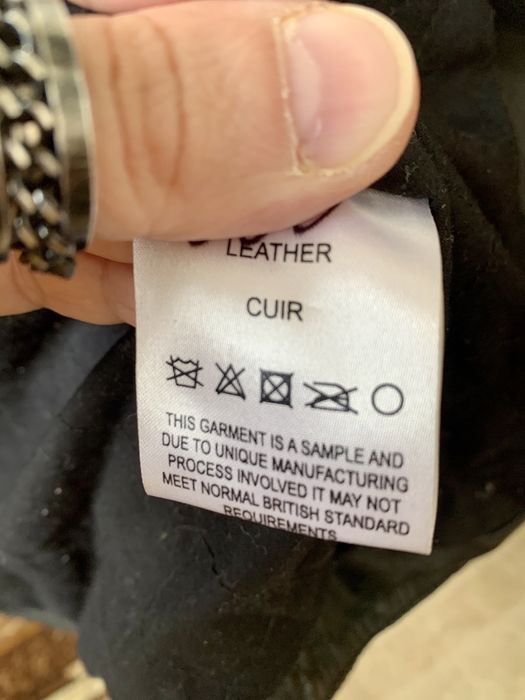 LEATHER
CUIR
THIS GARMENT IS A SAMPLE AND
DUE TO UNIQUE MANUFACTURING
PROCESS INVOLVED IT MAY NOT
MEET NORMAL BRITISH STANDARD
REQUIREMENTS